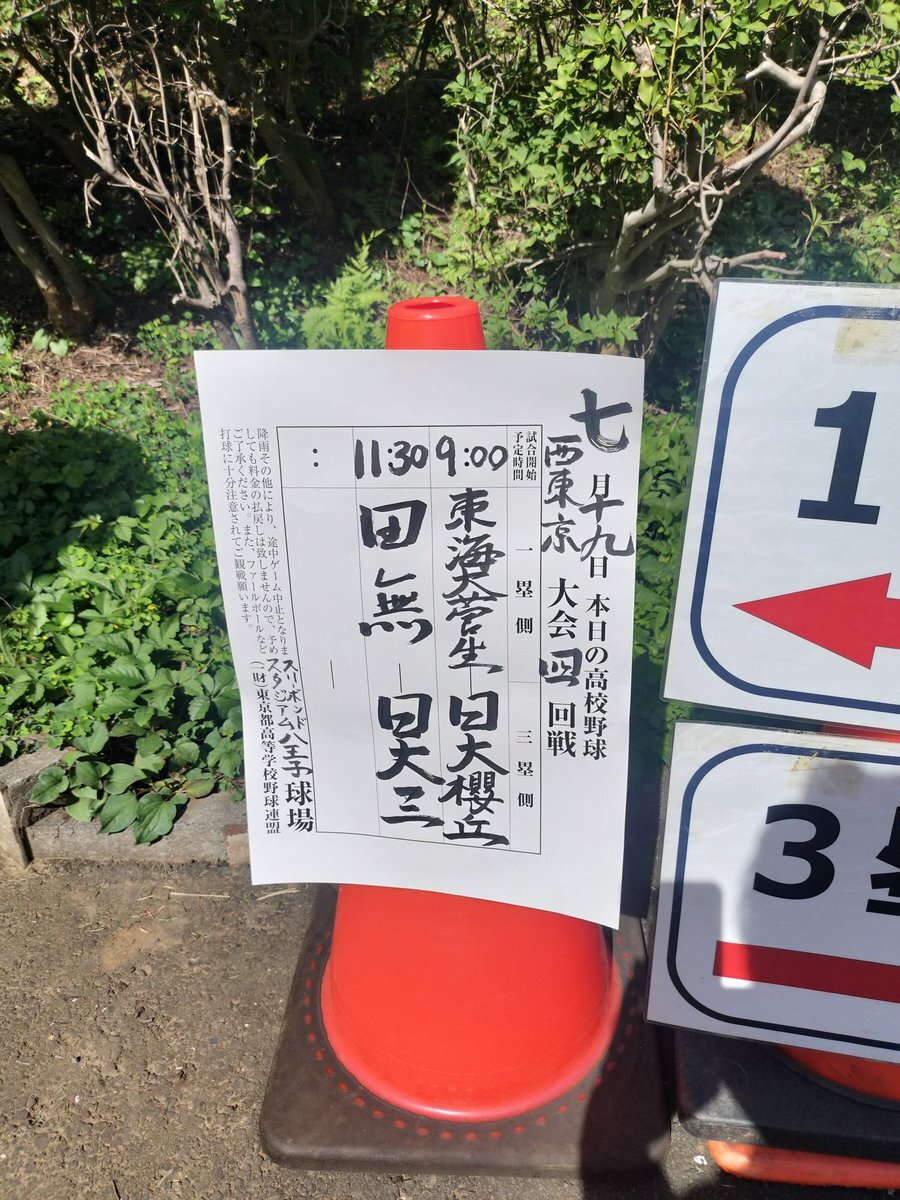 七月十九日 本日の高校野球
西東京大会四回戦
試合開始
予定時間
一塁側
三塁側
9:00 東海大菅生―日大櫻丘
11:30 田無―日大三
: ―
スリーボンド
スタジアム八王子球場
(一財)東京都高等学校野球連盟
降雨その他により、途中ゲーム中止となりま
しても料金の払戻しは致しませんので、予め
ご了承ください。また、ファールボールなど
打球に十分注意されてご観戦願います。
1
3塁